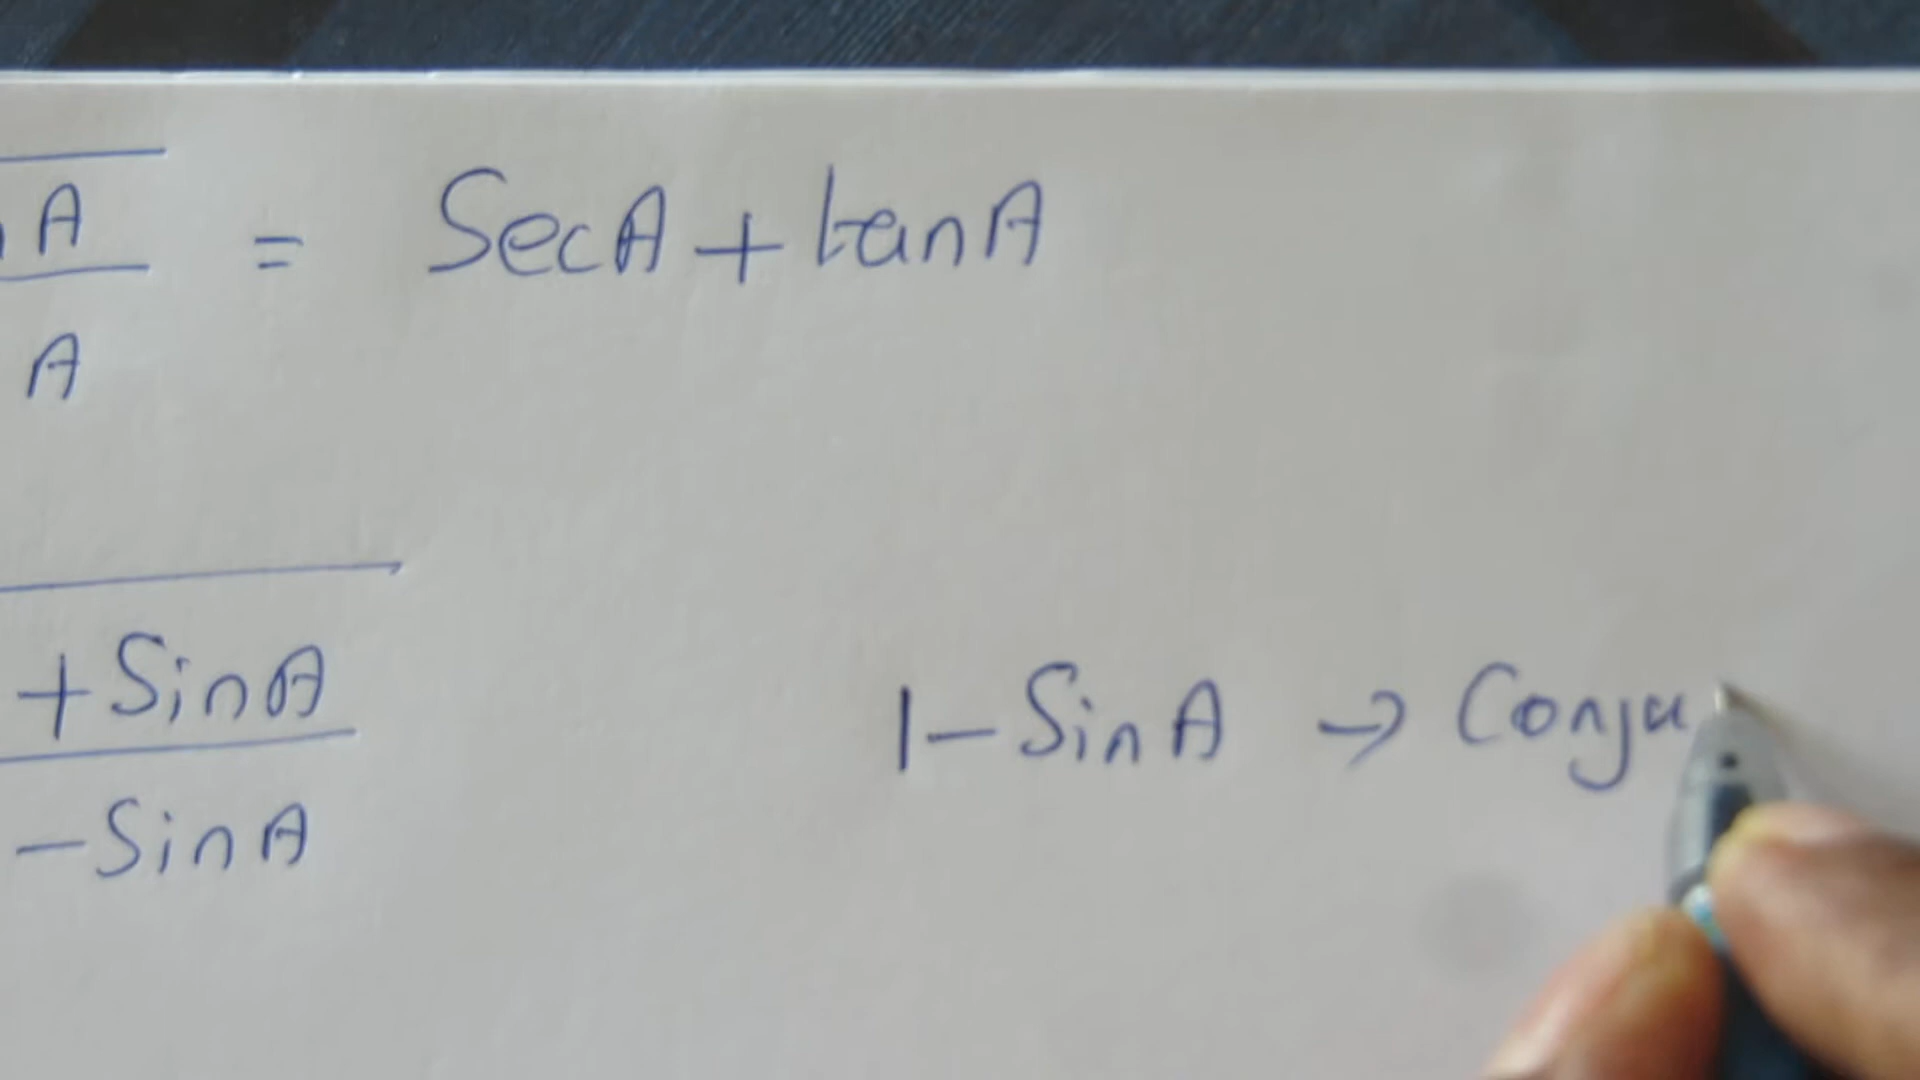 A = SecA + tanA
A
+ SinA
1 - SinA → Conju
- SinA